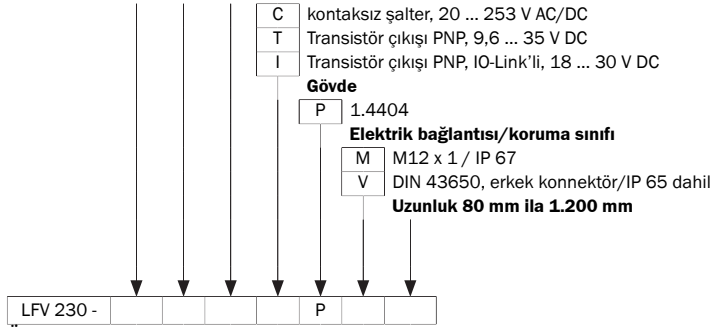 C kontaksız şalter, 20 ... 253 V AC/DC
T Transistör çıkışı PNP, 9,6 ... 35 V DC
I Transistör çıkışı PNP, IO-Link'li, 18 ... 30 V DC
Gövde
P 1.4404
Elektrik bağlantısı/koruma sınıfı
M M12 x 1 / IP 67
V DIN 43650, erkek konnektör/IP 65 dahil
Uzunluk 80 mm ila 1.200 mm
LFV 230 - P